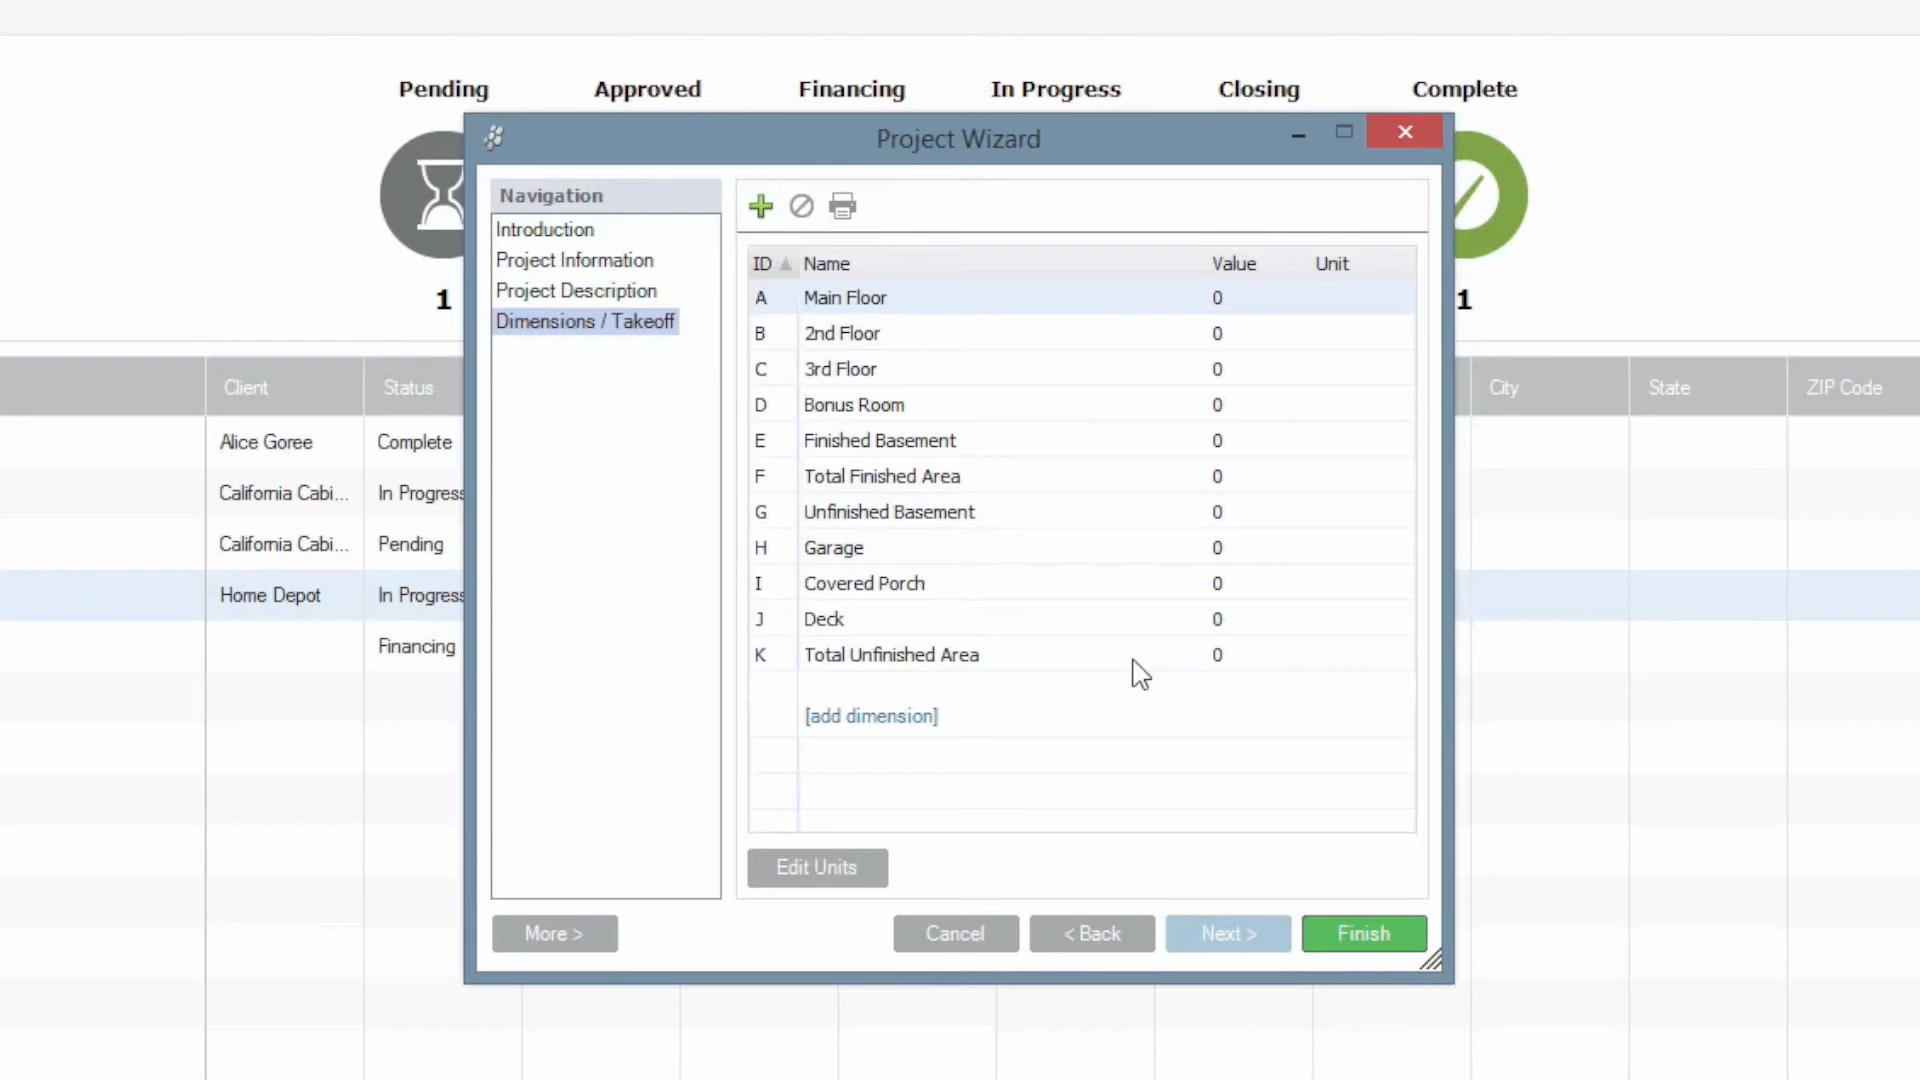 Pending Approved Financing In Progress Closing Complete
Project Wizard
Navigation
Introduction
Project Information
Project Description
Dimensions / Takeoff
1
1
ID Name Value Unit
A Main Floor 0
B 2nd Floor 0
C 3rd Floor 0
D Bonus Room 0
E Finished Basement 0
F Total Finished Area 0
G Unfinished Basement 0
H Garage 0
I Covered Porch 0
J Deck 0
K Total Unfinished Area 0
[add dimension]
Edit Units
More > Cancel < Back Next > Finish
Client Status City State ZIP Code
Alice Goree Complete
California Cabi... In Progress
California Cabi... Pending
Home Depot In Progress
Financing